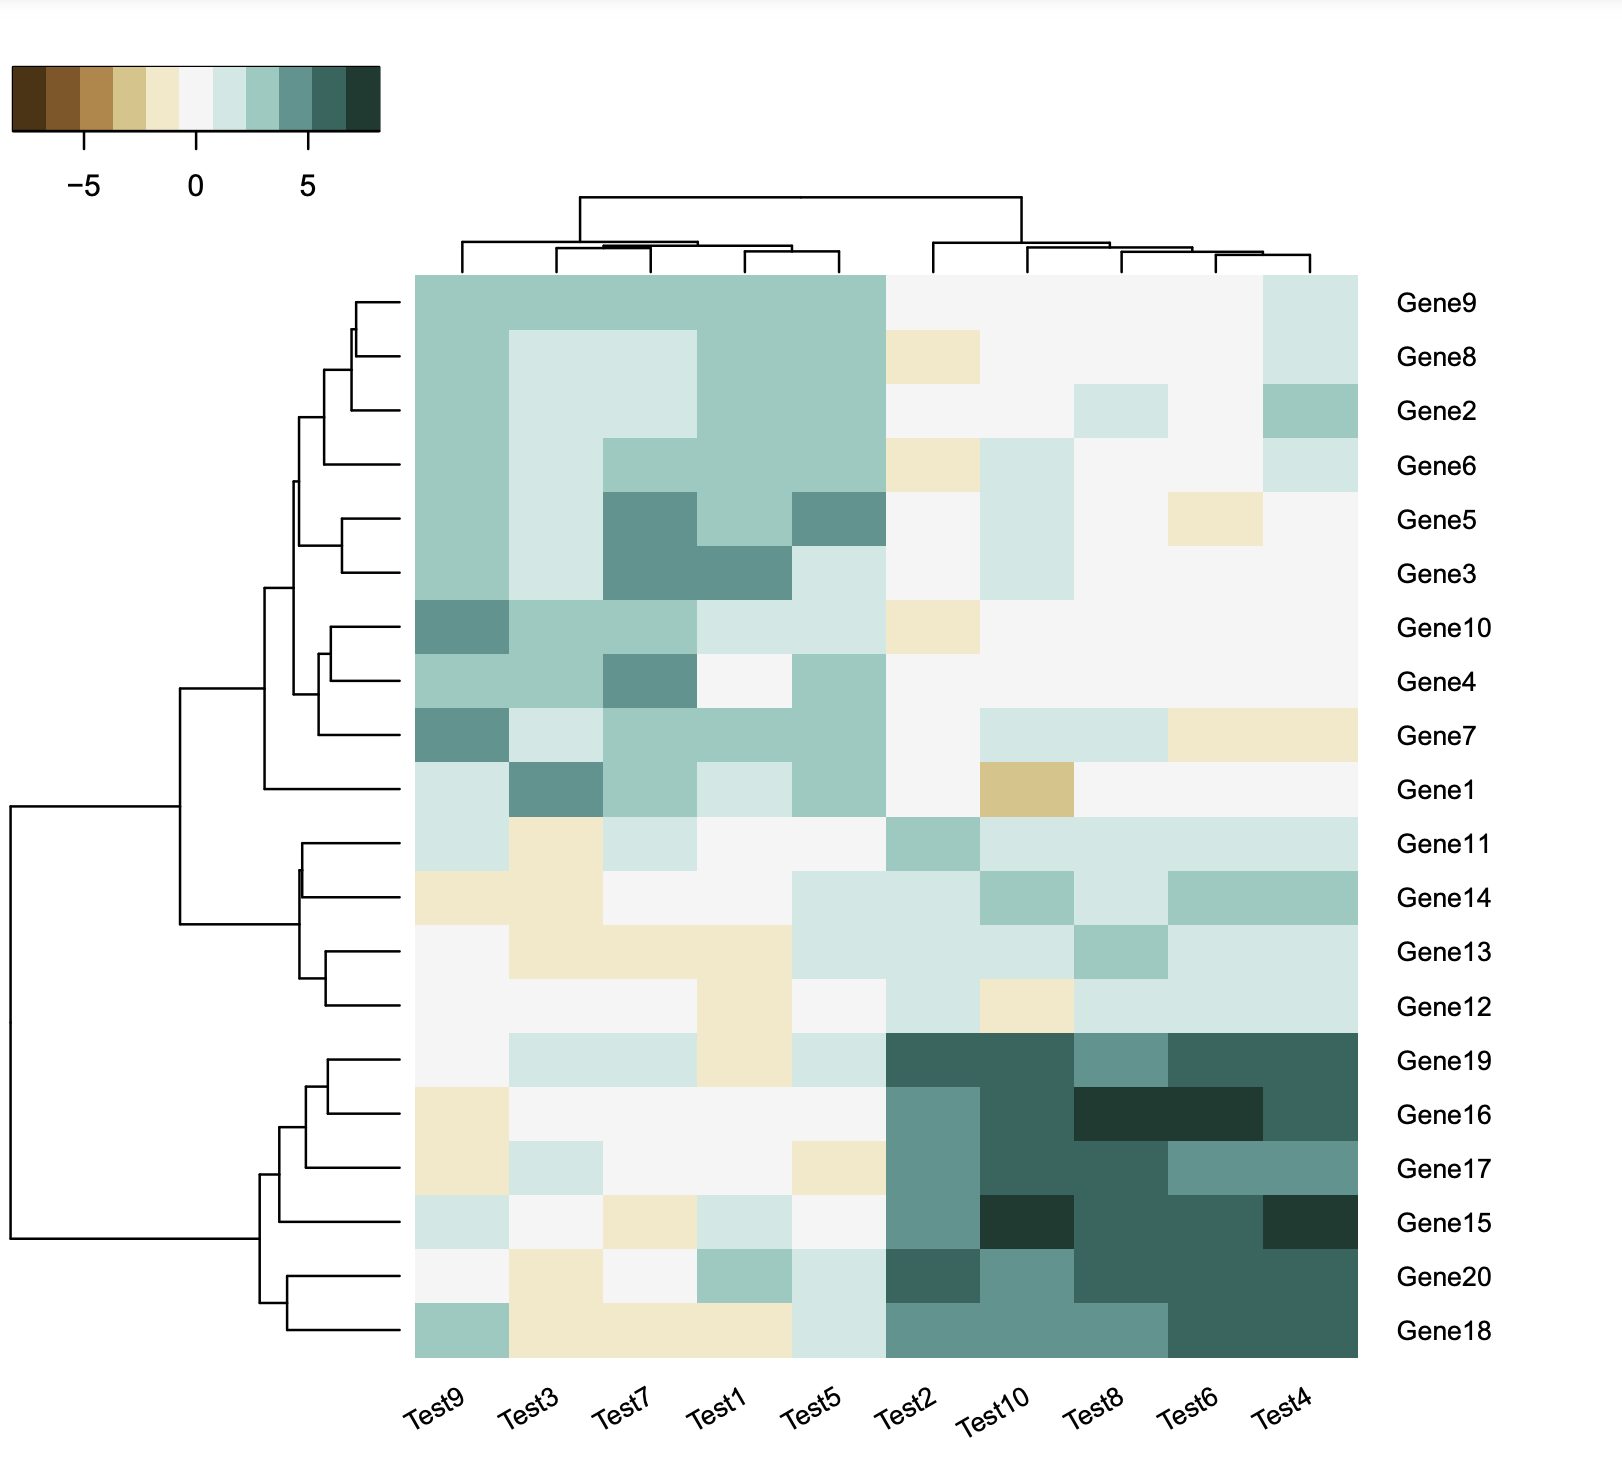 −5 0 5
Gene9
Gene8
Gene2
Gene6
Gene5
Gene3
Gene10
Gene4
Gene7
Gene1
Gene11
Gene14
Gene13
Gene12
Gene19
Gene16
Gene17
Gene15
Gene20
Gene18
Test9 Test3 Test7 Test1 Test5 Test2 Test10 Test8 Test6 Test4